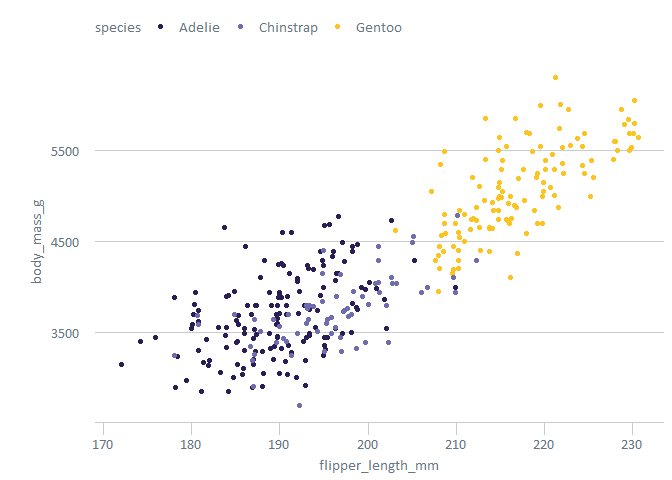 species Adelie Chinstrap Gentoo
5500
4500
3500
body_mass_g
170 180 190 200 210 220 230
flipper_length_mm